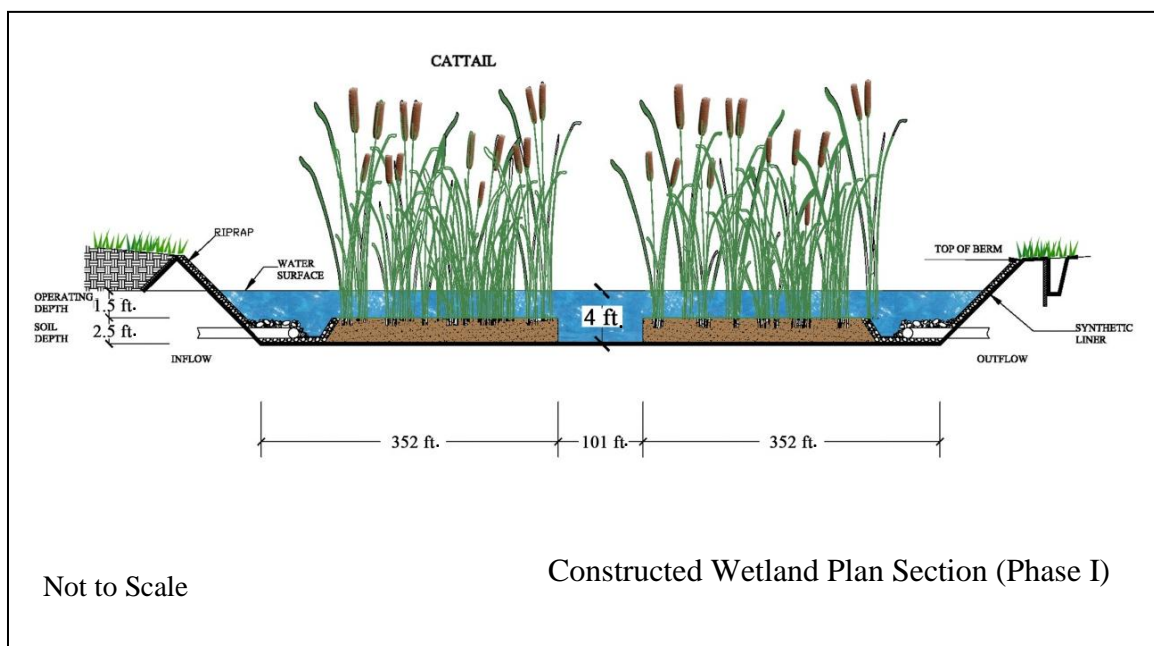 CATTAIL
RIPRAP
WATER
SURFACE
TOP OF BERM
OPERATING
DEPTH
1.5 ft.
SOIL
DEPTH
2.5 ft.
4 ft.
SYNTHETIC
LINER
INFLOW
OUTFLOW
352 ft.
101 ft.
352 ft.
Constructed Wetland Plan Section (Phase I)
Not to Scale